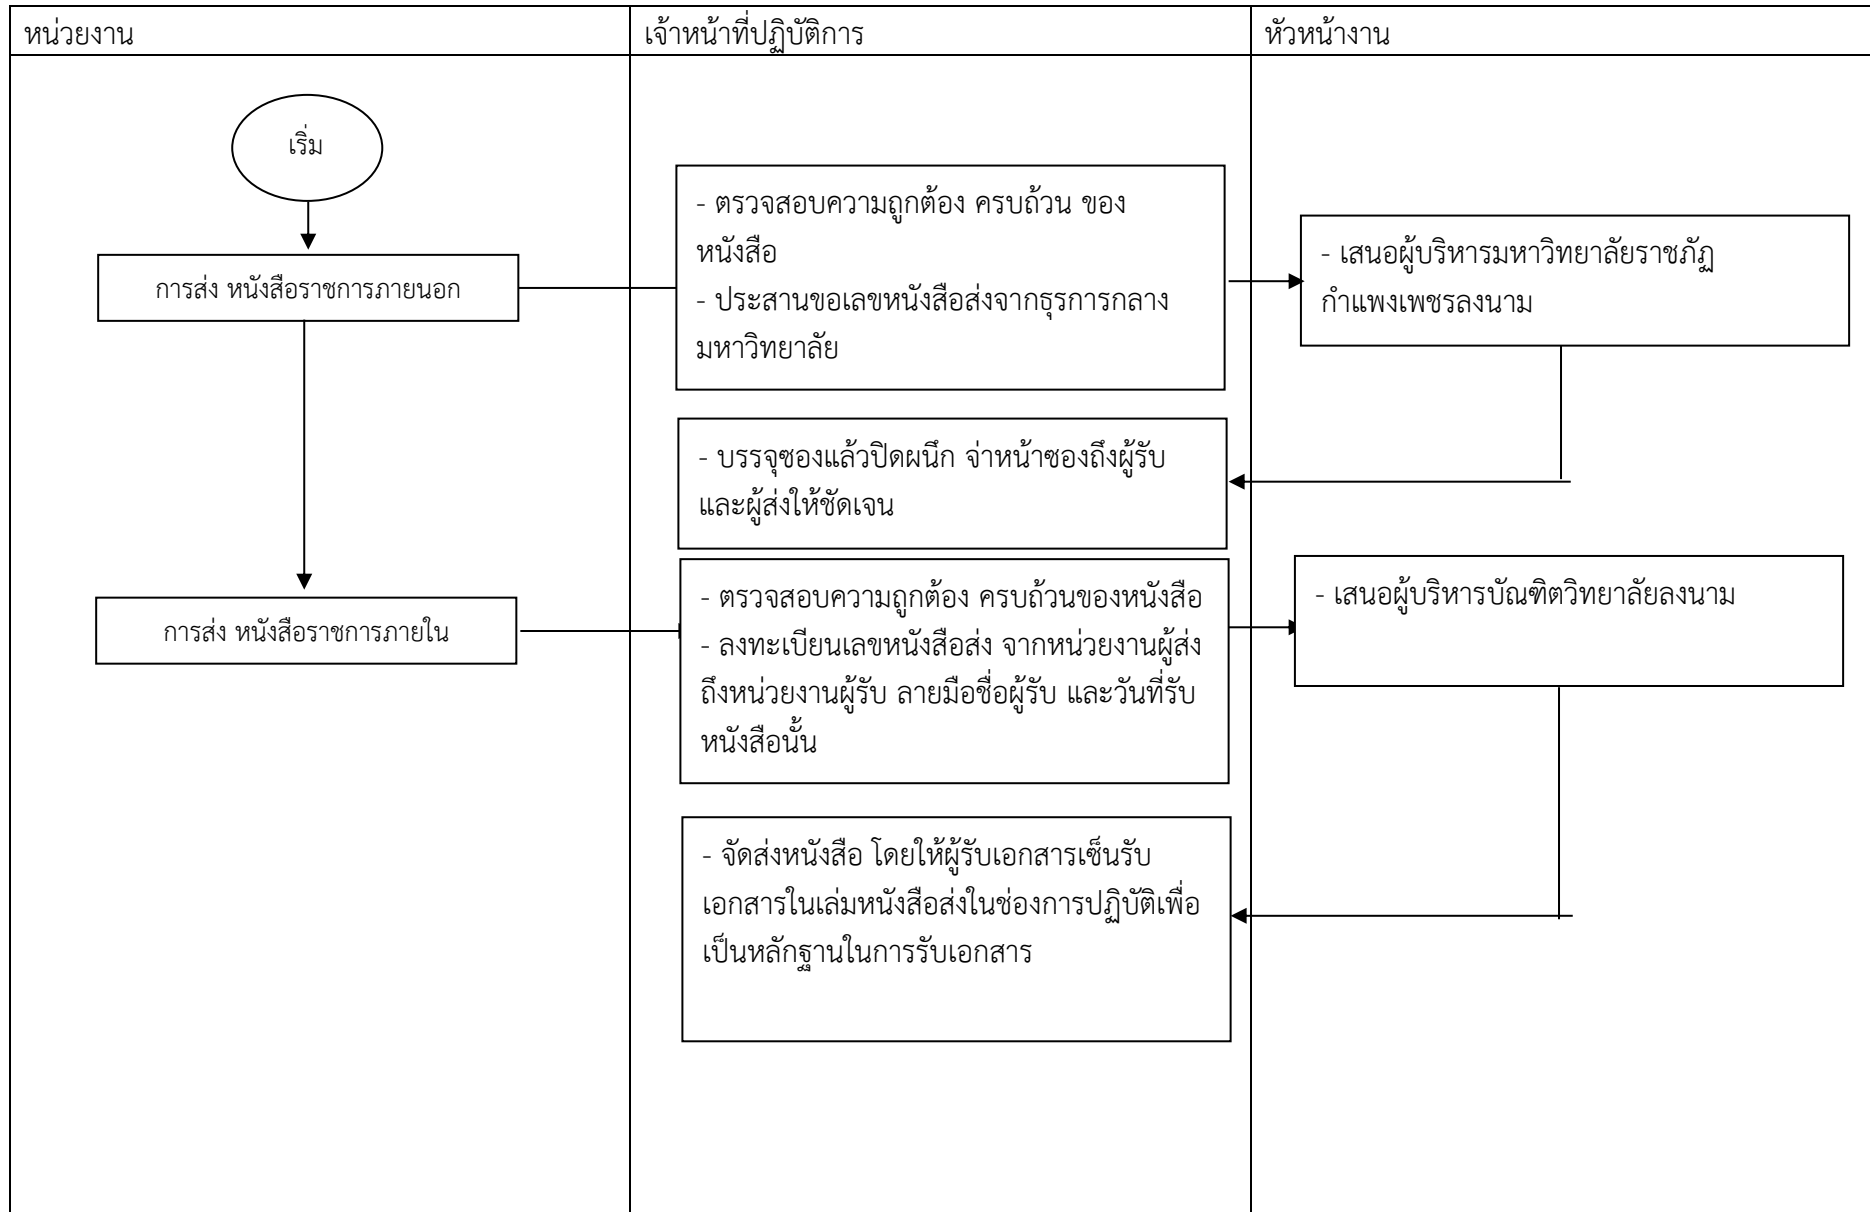 หน่วยงาน
เจ้าหน้าที่ปฏิบัติการ
หัวหน้างาน
เริ่ม
การส่ง หนังสือราชการภายนอก
- ตรวจสอบความถูกต้อง ครบถ้วน ของ
หนังสือ
- ประสานขอเลขหนังสือส่งจากธุรการกลาง
มหาวิทยาลัย
- เสนอผู้บริหารมหาวิทยาลัยราชภัฏ
กำแพงเพชรลงนาม
- บรรจุซองแล้วปิดผนึก จ่าหน้าซองถึงผู้รับ
และผู้ส่งให้ชัดเจน
การส่ง หนังสือราชการภายใน
- ตรวจสอบความถูกต้อง ครบถ้วนของหนังสือ
- ลงทะเบียนเลขหนังสือส่ง จากหน่วยงานผู้ส่ง
ถึงหน่วยงานผู้รับ ลายมือชื่อผู้รับ และวันที่รับ
หนังสือนั้น
- เสนอผู้บริหารบัณฑิตวิทยาลัยลงนาม
- จัดส่งหนังสือ โดยให้ผู้รับเอกสารเซ็นรับ
เอกสารในเล่มหนังสือส่งในช่องการปฏิบัติเพื่อ
เป็นหลักฐานในการรับเอกสาร